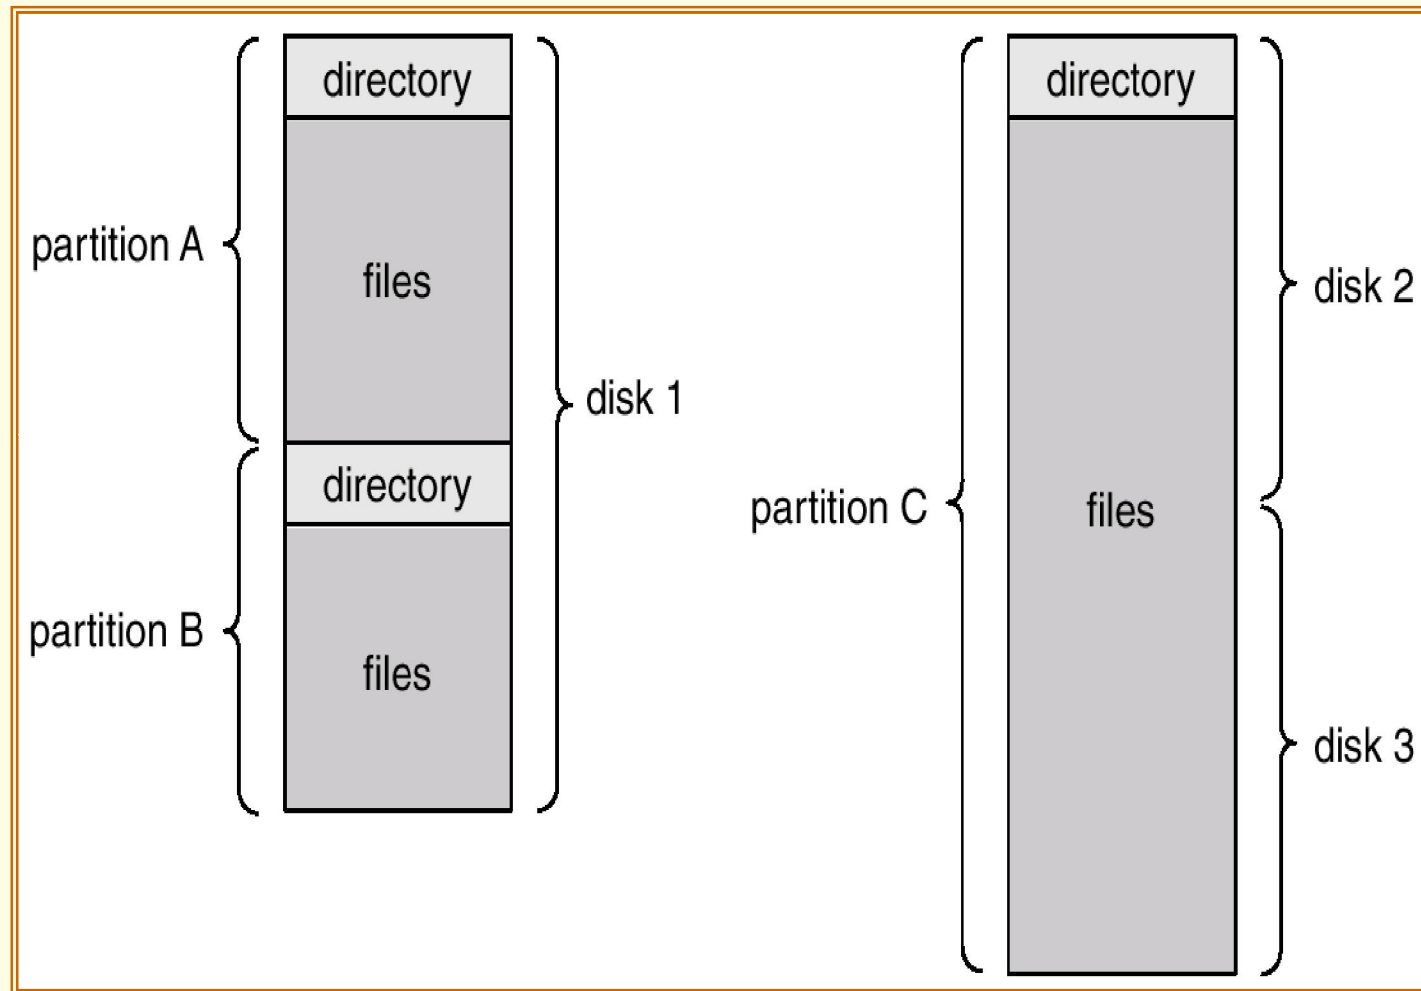 directory
partition A
files
disk 1
directory
partition B
files
directory
disk 2
partition C
files
disk 3